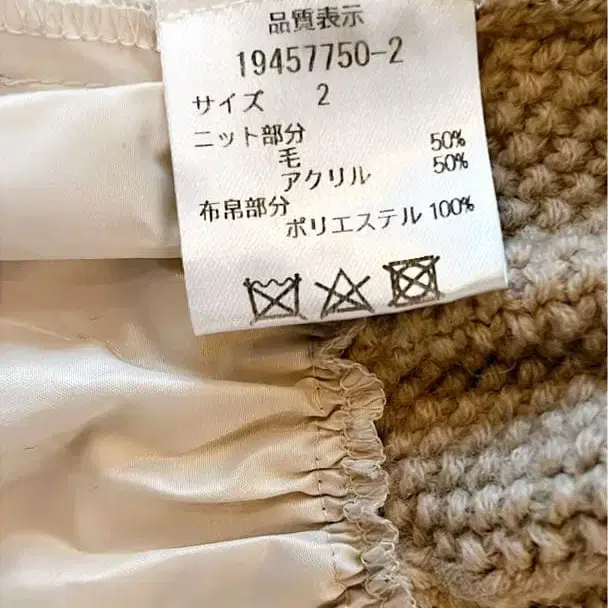 品質表示
19457750-2
サイズ 2
ニット部分
毛 50%
アクリル 50%
布帛部分
ポリエステル 100%